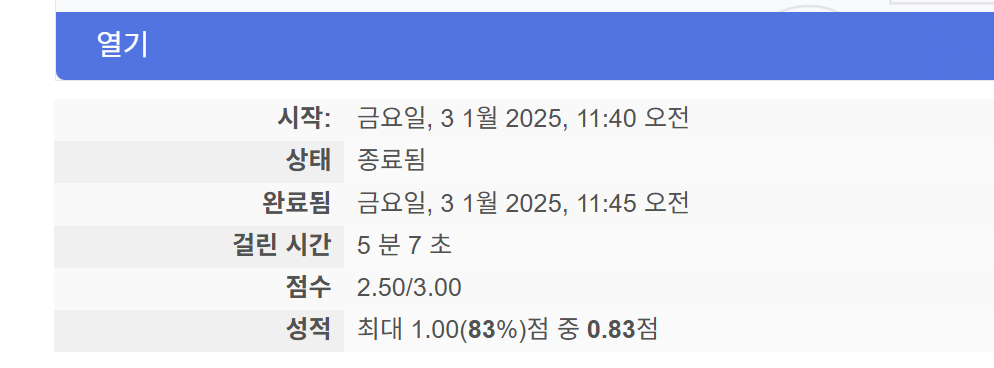 열기
시작: 금요일, 3 1월 2025, 11:40 오전
상태 종료됨
완료됨 금요일, 3 1월 2025, 11:45 오전
걸린 시간 5 분 7 초
점수 2.50/3.00
성적 최대 1.00(83%)점 중 0.83점